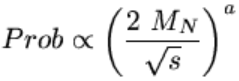 Prob ∝ (2 M_N / √s)^a